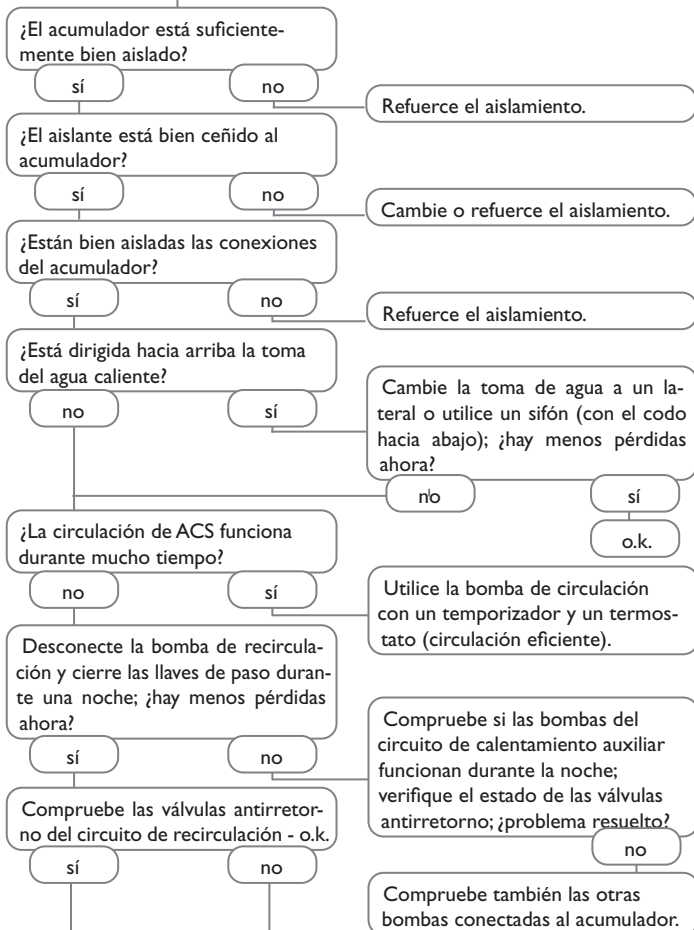 ¿El acumulador está suficiente-
mente bien aislado?
sí
no
Refuerce el aislamiento.
¿El aislante está bien ceñido al
acumulador?
sí
no
Cambie o refuerce el aislamiento.
¿Están bien aisladas las conexiones
del acumulador?
sí
no
Refuerce el aislamiento.
¿Está dirigida hacia arriba la toma
del agua caliente?
no
sí
Cambie la toma de agua a un la-
teral o utilice un sifón (con el codo
hacia abajo); ¿hay menos pérdidas
ahora?
no
sí
o.k.
¿La circulación de ACS funciona
durante mucho tiempo?
no
sí
Utilice la bomba de circulación
con un temporizador y un termos-
tato (circulación eficiente).
Desconecte la bomba de recircula-
ción y cierre las llaves de paso duran-
te una noche; ¿hay menos pérdidas
ahora?
sí
no
Compruebe si las bombas del
circuito de calentamiento auxiliar
funcionan durante la noche;
verifique el estado de las válvulas
antirretorno; ¿problema resuelto?
no
Compruebe las válvulas antirretor-
no del circuito de recirculación - o.k.
sí
no
Compruebe también las otras
bombas conectadas al acumulador.